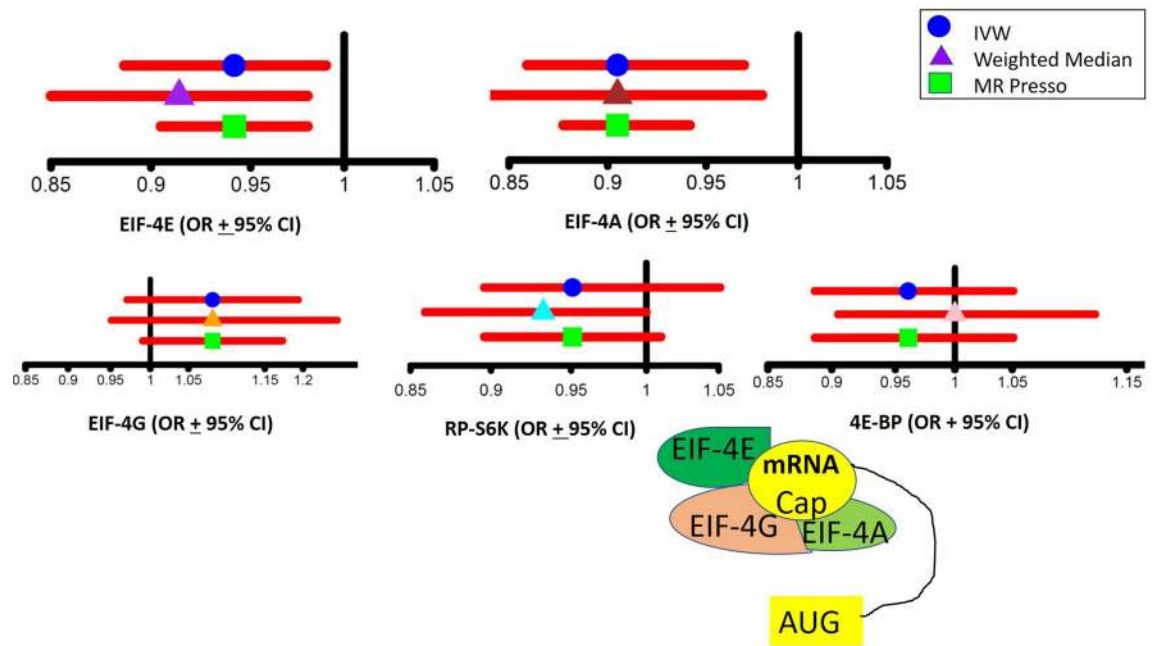 IVW
Weighted Median
MR Presso
0.85 0.9 0.95 1 1.05
EIF-4E (OR ± 95% CI)
0.85 0.9 0.95 1 1.05
EIF-4A (OR ± 95% CI)
0.85 0.9 0.95 1 1.05 1.15 1.2
EIF-4G (OR ± 95% CI)
0.85 0.9 0.95 1 1.05
RP-S6K (OR ± 95% CI)
0.85 0.9 0.95 1 1.05 1.15
4E-BP (OR + 95% CI)
EIF-4E
mRNA
Cap
EIF-4G
EIF-4A
AUG